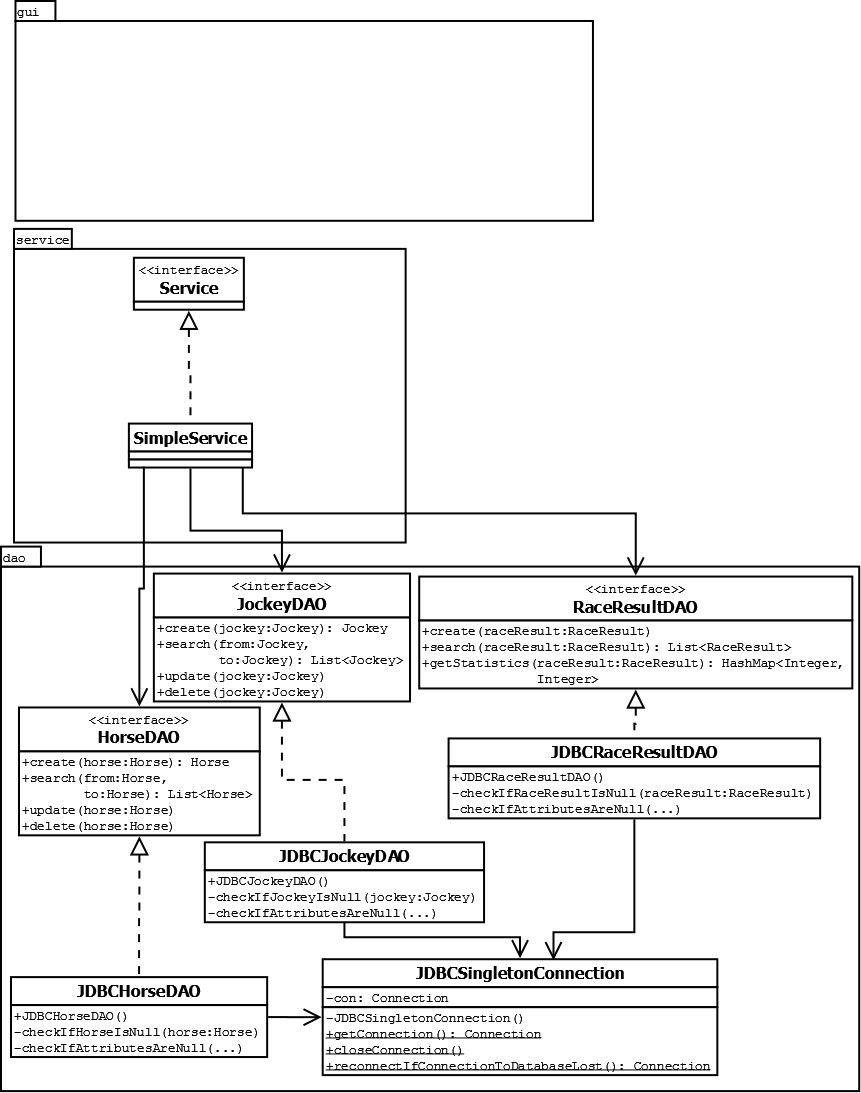 gui
service
<<interface>>
Service
SimpleService
dao
<<interface>>
JockeyDAO
+create(jockey:Jockey): Jockey
+search(from:Jockey,
to:Jockey): List<Jockey>
+update(jockey:Jockey)
+delete(jockey:Jockey)
<<interface>>
RaceResultDAO
+create(raceResult:RaceResult)
+search(raceResult:RaceResult): List<RaceResult>
+getStatistics(raceResult:RaceResult): HashMap<Integer,
Integer>
<<interface>>
HorseDAO
+create(horse:Horse): Horse
+search(from:Horse,
to:Horse): List<Horse>
+update(horse:Horse)
+delete(horse:Horse)
JDBCRaceResultDAO
+JDBCRaceResultDAO()
-checkIfRaceResultIsNull(raceResult:RaceResult)
-checkIfAttributesAreNull(...)
JDBCJockeyDAO
+JDBCJockeyDAO()
-checkIfJockeyIsNull(jockey:Jockey)
-checkIfAttributesAreNull(...)
JDBCHorseDAO
+JDBCHorseDAO()
-checkIfHorseIsNull(horse:Horse)
-checkIfAttributesAreNull(...)
JDBCSingletonConnection
-con: Connection
-JDBCSingletonConnection()
+getConnection(): Connection
+closeConnection()
+reconnectIfConnectionToDatabaseLost(): Connection